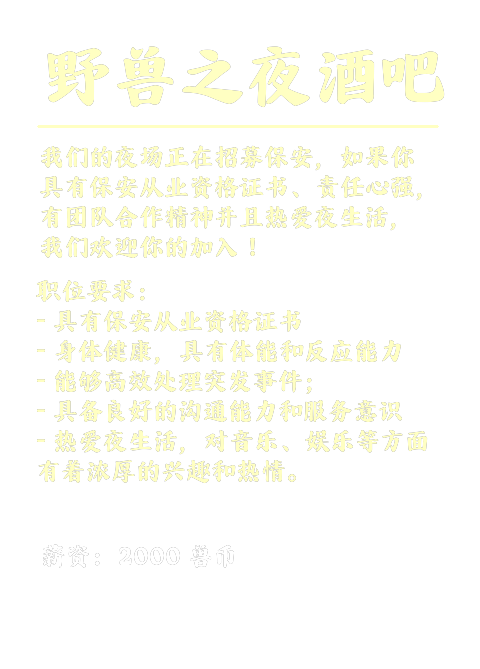 野兽之夜酒吧
我们的夜场正在招募保安，如果你
具有保安从业资格证书、责任心强，
有团队合作精神并且热爱夜生活，
我们欢迎你的加入！
职位要求：
- 具有保安从业资格证书
- 身体健康，具有体能和反应能力
- 能够高效处理突发事件；
- 具备良好的沟通能力和服务意识
- 热爱夜生活，对音乐、娱乐等方面
有着浓厚的兴趣和热情。
薪资：2000 兽币